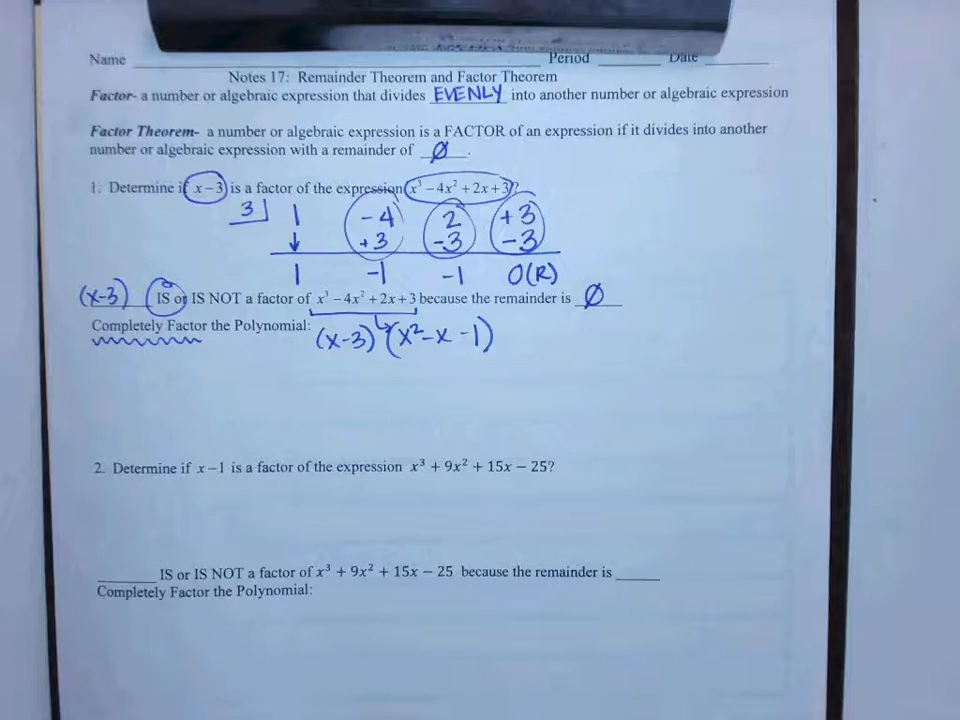 Name Period Date
Notes 17: Remainder Theorem and Factor Theorem
Factor- a number or algebraic expression that divides EVENLY into another number or algebraic expression
Factor Theorem- a number or algebraic expression is a FACTOR of an expression if it divides into another
number or algebraic expression with a remainder of Ø.
1. Determine if x−3 is a factor of the expression x³ − 4x² + 2x + 3?
3 1 -4 2 +3
↓ +3 -3 -3
1 -1 -1 0(R)
(x-3) IS or IS NOT a factor of x³ − 4x² + 2x + 3 because the remainder is Ø
Completely Factor the Polynomial: (x-3)(x²-x-1)
2. Determine if x−1 is a factor of the expression x³ + 9x² + 15x − 25?
IS or IS NOT a factor of x³ + 9x² + 15x − 25 because the remainder is
Completely Factor the Polynomial: